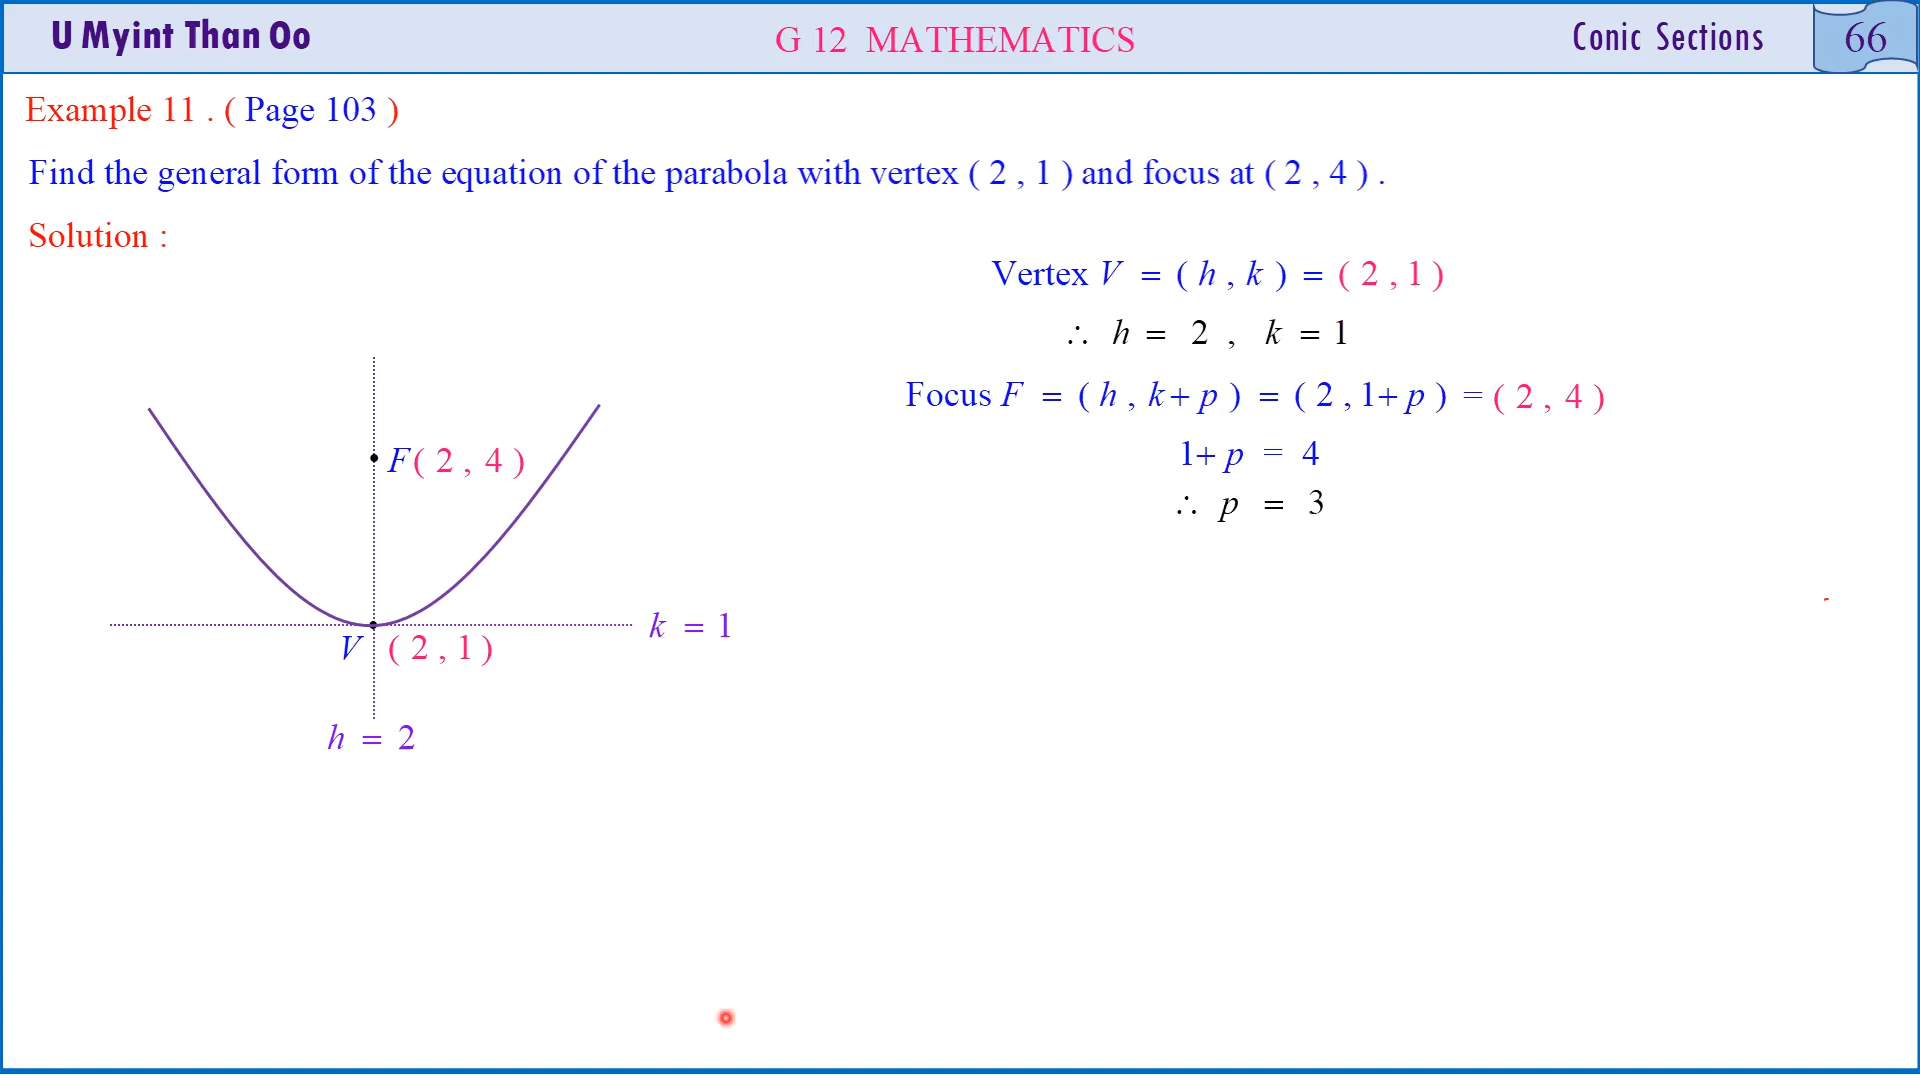 U Myint Than Oo
G 12 MATHEMATICS
Conic Sections
66
Example 11 . ( Page 103 )
Find the general form of the equation of the parabola with vertex ( 2 , 1 ) and focus at ( 2 , 4 ) .
Solution :
Vertex V = ( h , k ) = ( 2 , 1 )
∴ h = 2 , k = 1
Focus F = ( h , k + p ) = ( 2 , 1+ p ) = ( 2 , 4 )
1+ p = 4
∴ p = 3
F ( 2 , 4 )
k = 1
V ( 2 , 1 )
h = 2